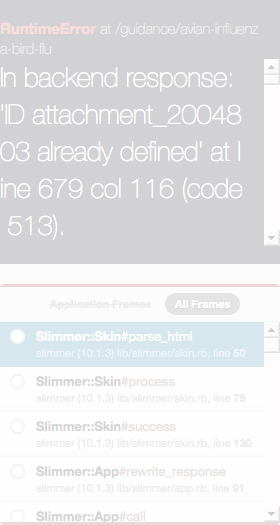 RuntimeError at /guidance/avian-influenz
a-bird-flu
In backend response:
'ID attachment_20048
03 already defined' at l
ine 679 col 116 (code
513).
Application Frames All Frames
Slimmer::Skin#parse_html
slimmer (10.1.3) lib/slimmer/skin.rb, line 50
Slimmer::Skin#process
slimmer (10.1.3) lib/slimmer/skin.rb, line 75
Slimmer::Skin#success
slimmer (10.1.3) lib/slimmer/skin.rb, line 130
Slimmer::App#rewrite_response
slimmer (10.1.3) lib/slimmer/app.rb, line 91
Slimmer::App#call